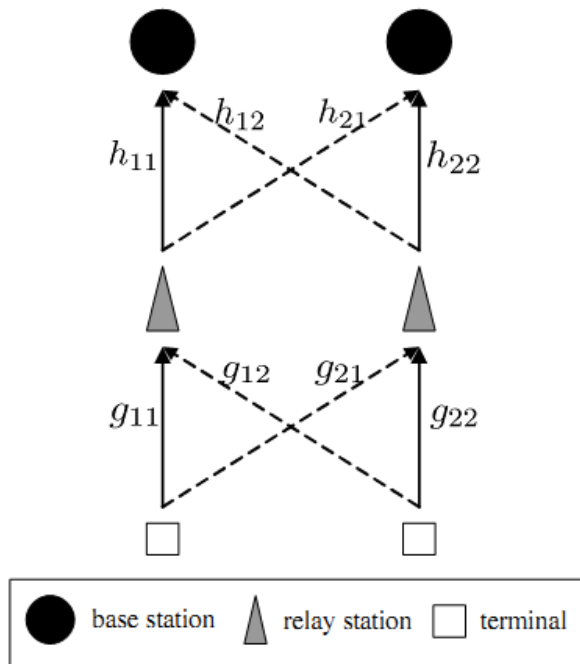 h12 h21
h11 h22
g12 g21
g11 g22
base station relay station terminal